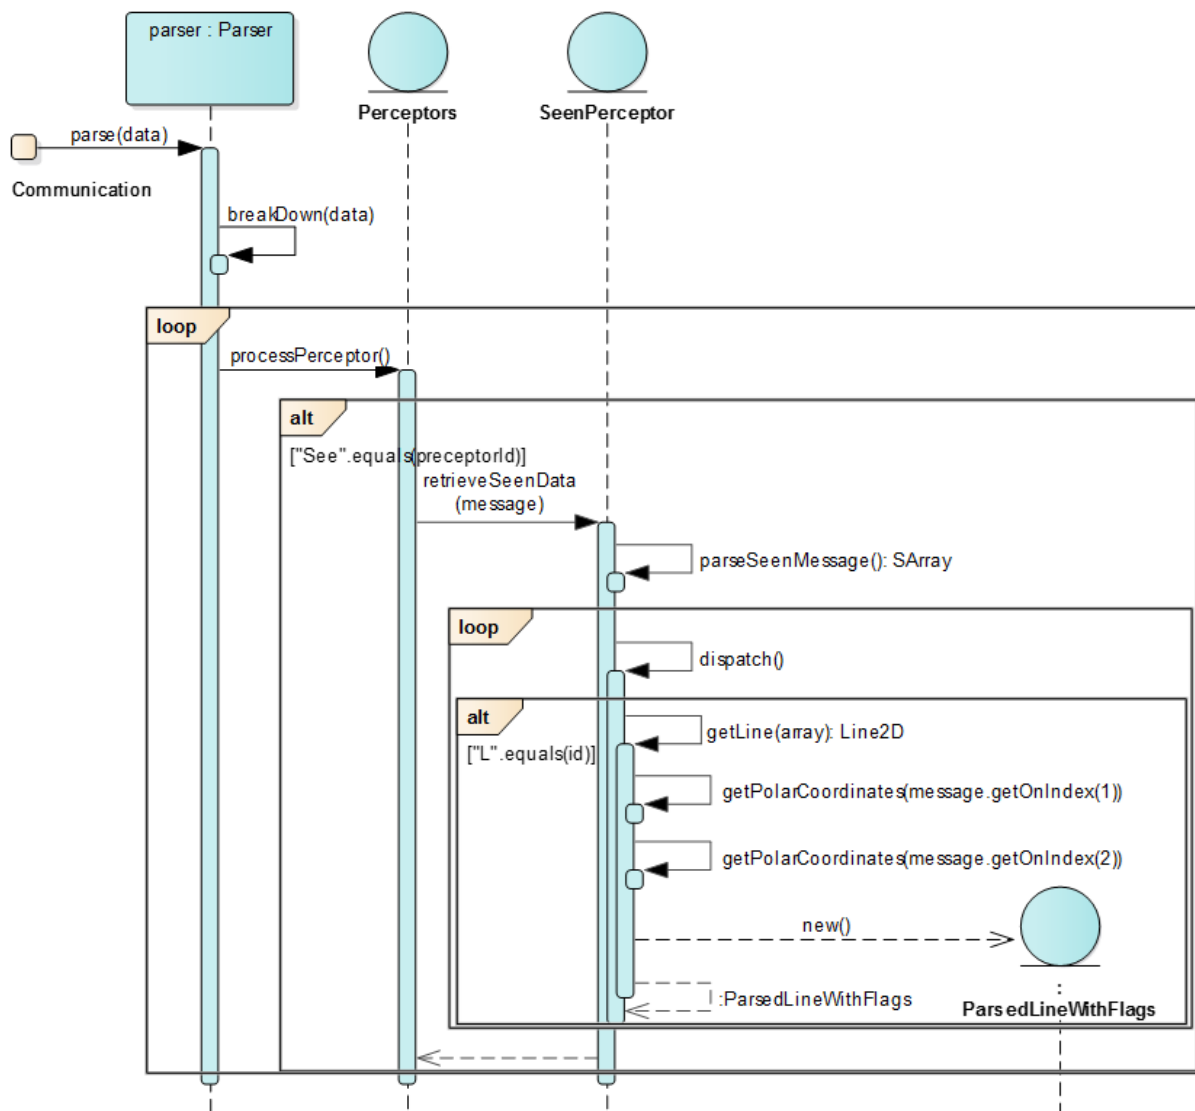 parser : Parser
Perceptors
SeenPerceptor
parse(data)
Communication
breakDown(data)
loop
processPerceptor()
alt
["See".equals(preceptorId)]
retrieveSeenData
(message)
parseSeenMessage(): SArray
loop
dispatch()
alt
["L".equals(id)]
getLine(array): Line2D
getPolarCoordinates(message.getOnIndex(1))
getPolarCoordinates(message.getOnIndex(2))
new()
:ParsedLineWithFlags
:
ParsedLineWithFlags